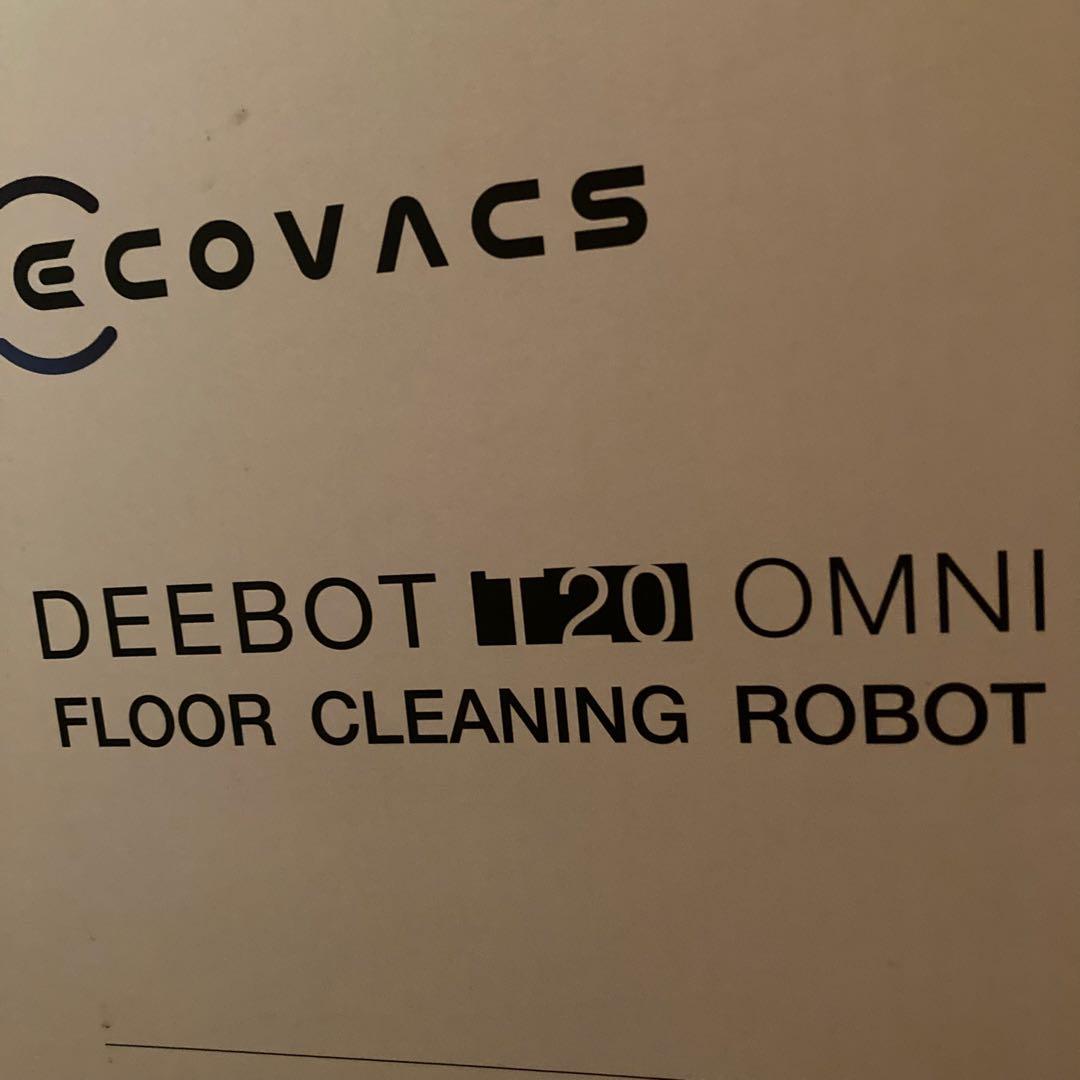 ECOVACS
DEEBOT T20 OMNI
FLOOR CLEANING ROBOT